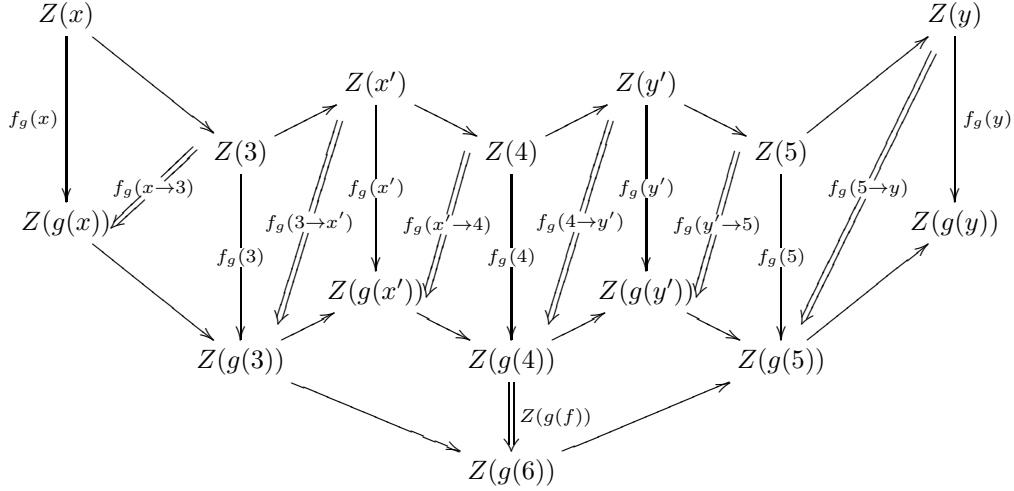 Z(x) Z(y)
Z(x′) Z(y′)
f_g(x) f_g(y)
Z(3) Z(4) Z(5)
f_g(x→3) f_g(x′) f_g(y′) f_g(5→y)
Z(g(x)) f_g(3→x′) f_g(x′→4) f_g(4→y′) f_g(y′→5) Z(g(y))
f_g(3) f_g(4) f_g(5)
Z(g(x′)) Z(g(y′))
Z(g(3)) Z(g(4)) Z(g(5))
Z(g(f))
Z(g(6))